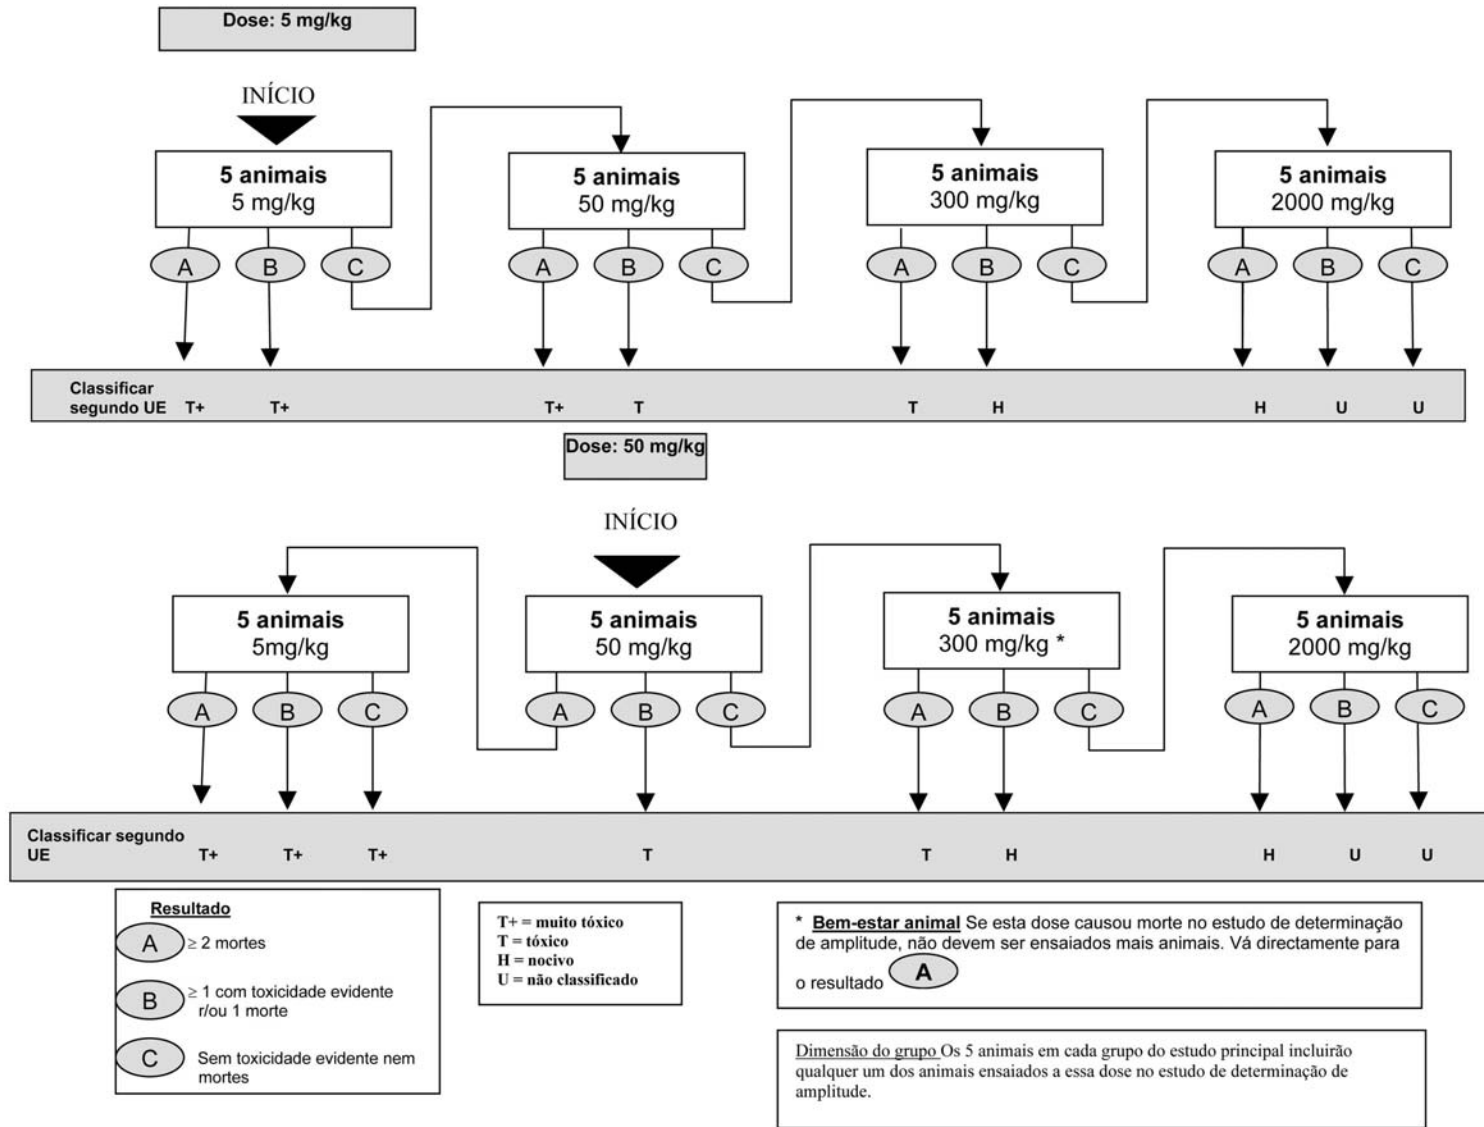 Dose: 5 mg/kg
INÍCIO
5 animais
5 mg/kg
5 animais
50 mg/kg
5 animais
300 mg/kg
5 animais
2000 mg/kg
A B C A B C A B C A B C
Classificar
segundo UE T+ T+ T+ T T H H U U
Dose: 50 mg/kg
INÍCIO
5 animais
5mg/kg
5 animais
50 mg/kg
5 animais
300 mg/kg *
5 animais
2000 mg/kg
A B C A B C A B C A B C
Classificar segundo
UE T+ T+ T+ T T H H U U
Resultado
A ≥ 2 mortes
B ≥ 1 com toxicidade evidente
r/ou 1 morte
C Sem toxicidade evidente nem
mortes
T+ = muito tóxico
T = tóxico
H = nocivo
U = não classificado
* Bem-estar animal Se esta dose causou morte no estudo de determinação
de amplitude, não devem ser ensaiados mais animais. Vá directamente para
o resultado A
Dimensão do grupo Os 5 animais em cada grupo do estudo principal incluirão
qualquer um dos animais ensaiados a essa dose no estudo de determinação de
amplitude.